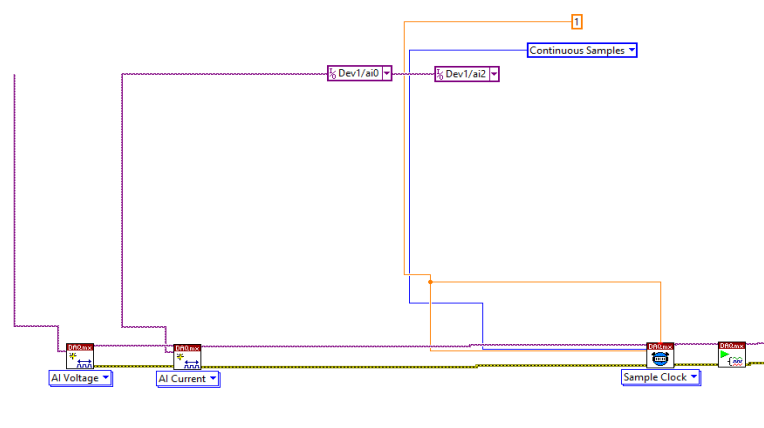 1
Continuous Samples
Dev1/ai0
Dev1/ai2
DAQmx
DAQmx
DAQmx
DAQmx
AI Voltage
AI Current
Sample Clock